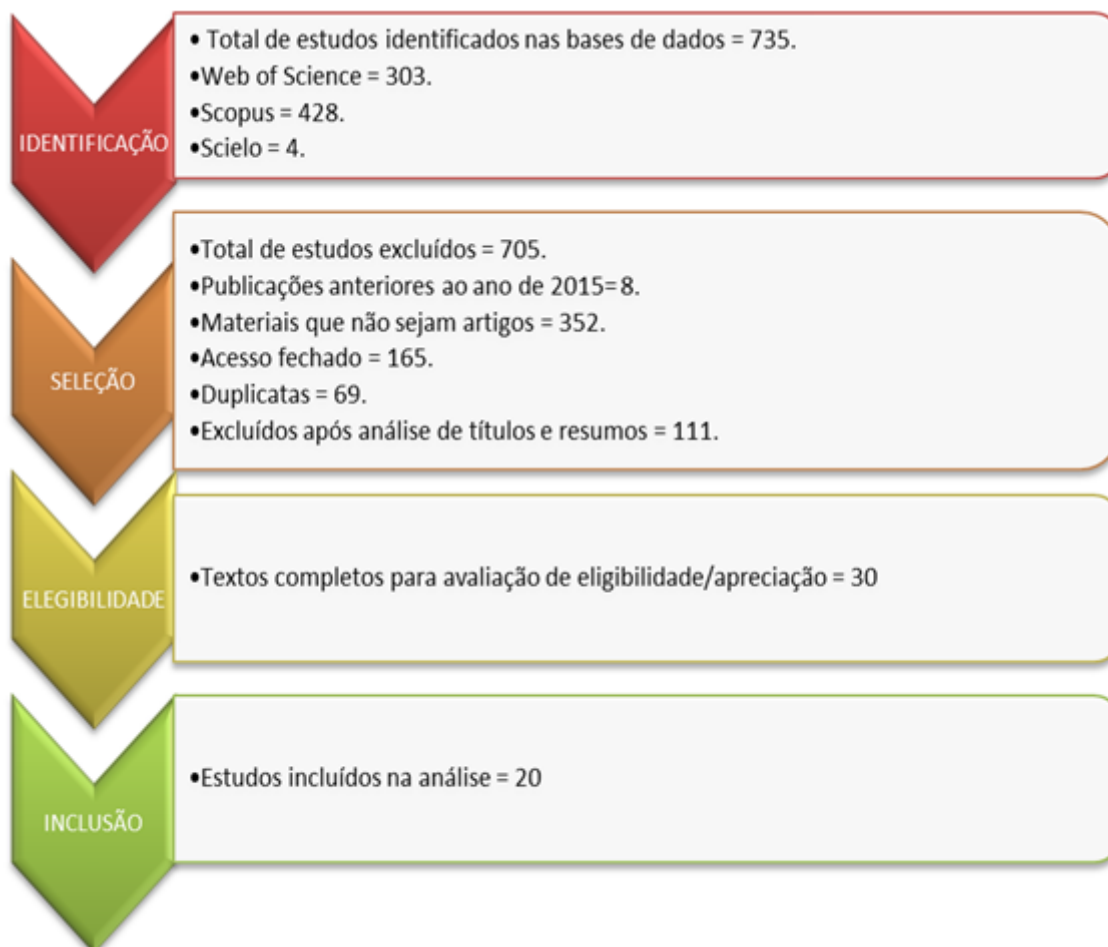 IDENTIFICAÇÃO
• Total de estudos identificados nas bases de dados = 735.
•Web of Science = 303.
•Scopus = 428.
•Scielo = 4.
SELEÇÃO
•Total de estudos excluídos = 705.
•Publicações anteriores ao ano de 2015= 8.
•Materiais que não sejam artigos = 352.
•Acesso fechado = 165.
•Duplicatas = 69.
•Excluídos após análise de títulos e resumos = 111.
ELEGIBILIDADE
•Textos completos para avaliação de eligibilidade/apreciação = 30
INCLUSÃO
•Estudos incluídos na análise = 20